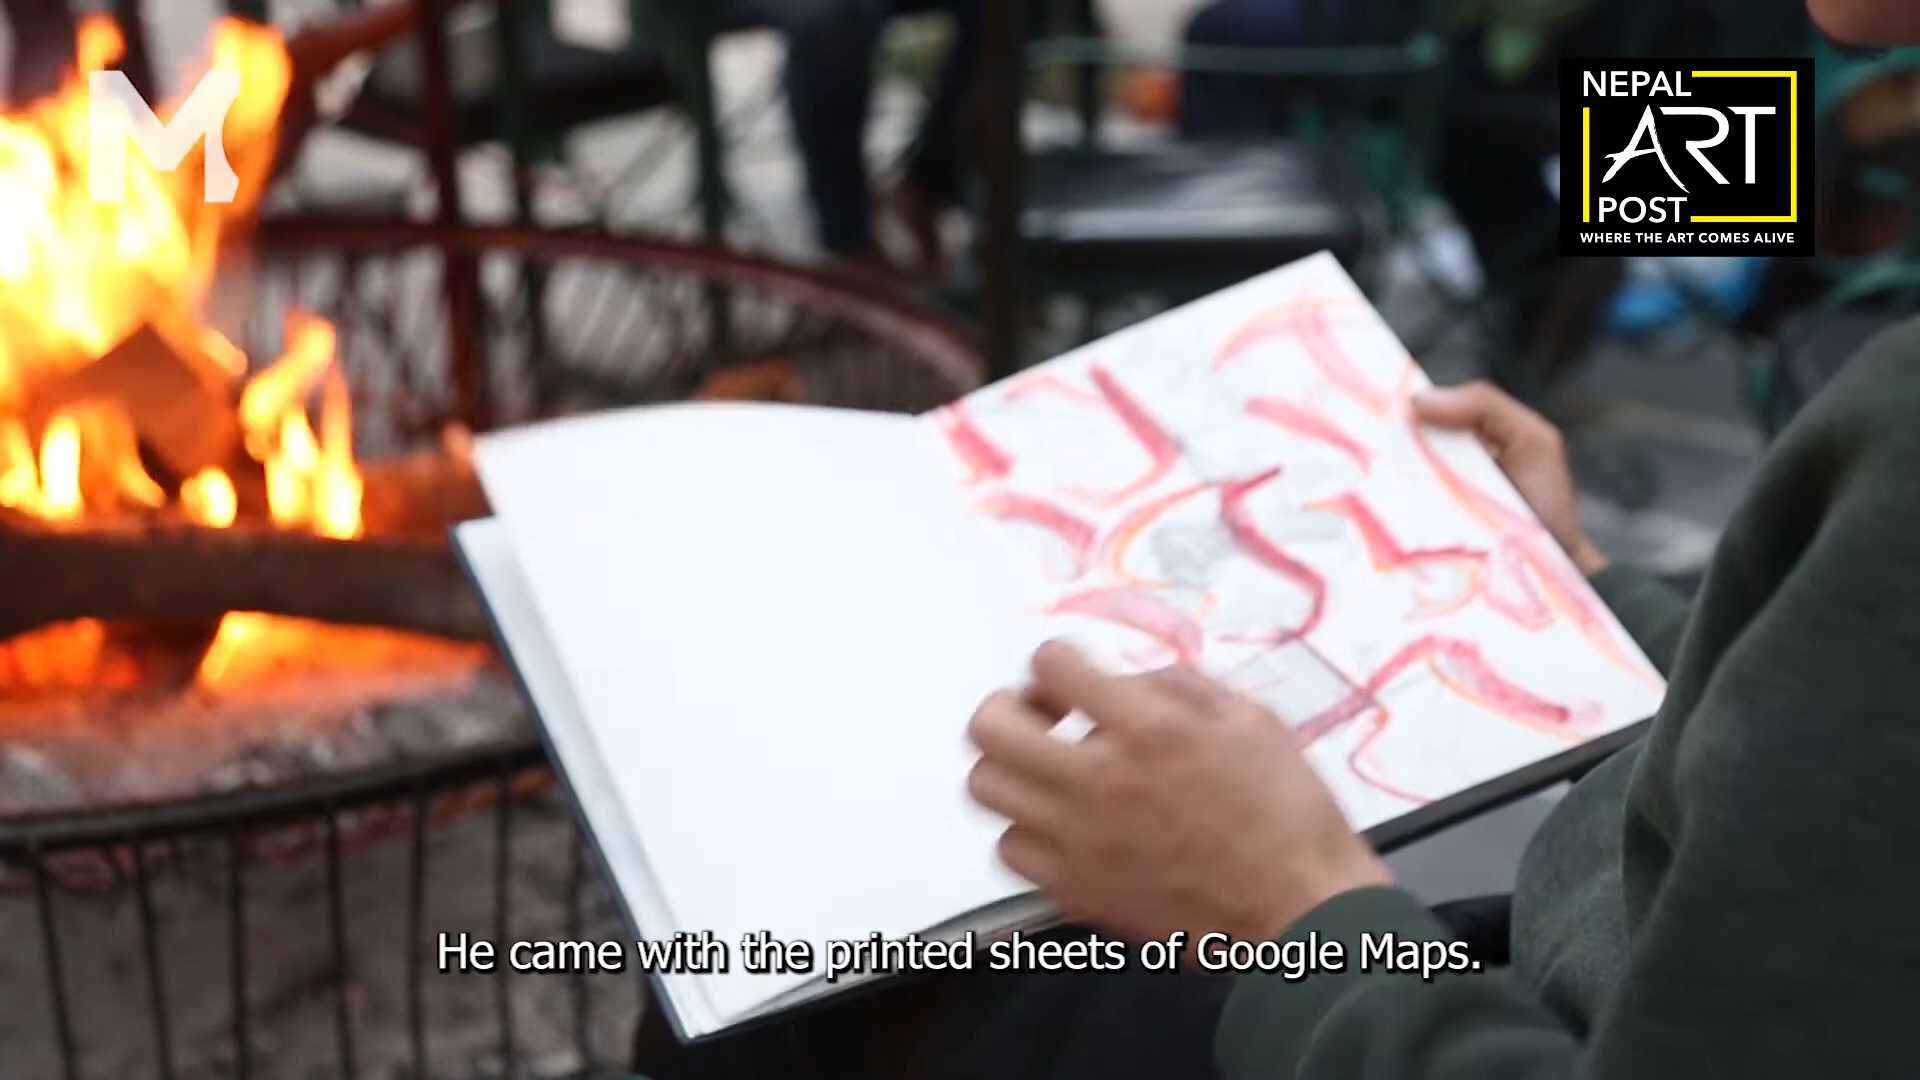 M
NEPAL
ART
POST
WHERE THE ART COMES ALIVE
He came with the printed sheets of Google Maps.